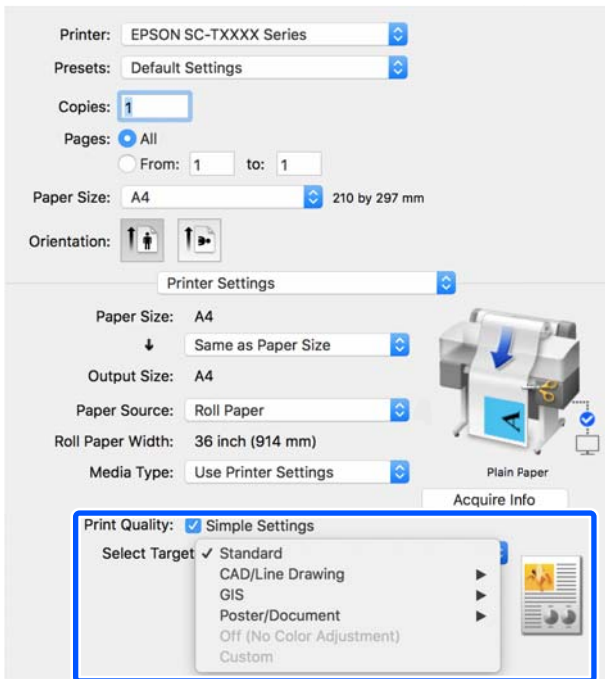 Printer: EPSON SC-TXXXX Series
Presets: Default Settings
Copies: 1
Pages: All
From: 1 to: 1
Paper Size: A4 210 by 297 mm
Orientation:
Printer Settings
Paper Size: A4
Same as Paper Size
Output Size: A4
Paper Source: Roll Paper
Roll Paper Width: 36 inch (914 mm)
Media Type: Use Printer Settings
Plain Paper
Acquire Info
Print Quality: Simple Settings
Select Target
Standard
CAD/Line Drawing
GIS
Poster/Document
Off (No Color Adjustment)
Custom